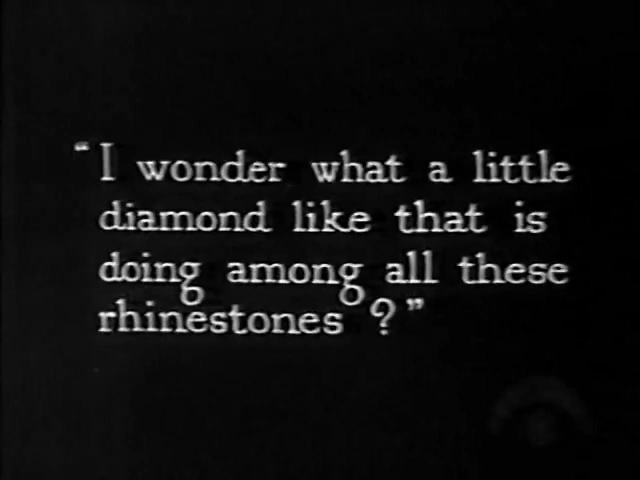 “I wonder what a little
diamond like that is
doing among all these
rhinestones?”